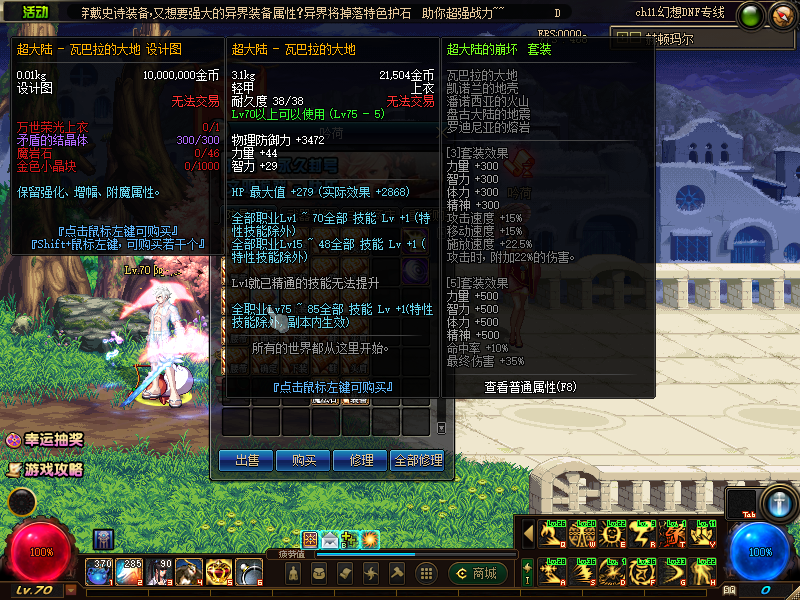 活动
穿戴史诗装备,又想要强大的异界装备属性?异界将掉落特色护石 助你超强战力~~
D
ch11.幻想DNF专线
赫顿玛尔
超大陆 - 瓦巴拉的大地 设计图
0.01kg
10,000,000金币
设计图
无法交易
万世荣光上衣
0/1
矛盾的结晶体
300/300
魔岩石
0/46
金色小晶块
0/1000
保留强化、增幅、附魔属性。
『点击鼠标左键可购买』
『Shift+鼠标左键, 可购买若干个』
超大陆 - 瓦巴拉的大地
3.1kg
21,504金币
轻甲
上衣
耐久度 38/38
无法交易
Lv70以上可以使用 (Lv75 - 5)
物理防御力 +3472
力量 +44
智力 +29
HP 最大值 +279 (实际效果 +2868)
全部职业Lv1 ~ 70全部 技能 Lv +1 (特
性技能除外)
全部职业Lv15 ~ 48全部 技能 Lv +1 (
特性技能除外)
Lv1就已精通的技能无法提升
全职业Lv75 ~ 85全部 技能 Lv +1(特性
技能除外, 副本内生效)
所有的世界都从这里开始。
『点击鼠标左键可购买』
超大陆的崩坏 套装
瓦巴拉的大地
凯诺兰的地壳
潘诺西亚的火山
盘古大陆的地震
罗迪尼亚的熔岩
[3]套装效果
力量 +300
智力 +300
体力 +300
精神 +300
攻击速度 +15%
移动速度 +15%
施放速度 +22.5%
攻击时, 附加22%的伤害。
[5]套装效果
力量 +500
智力 +500
体力 +500
精神 +500
命中率 +10%
最终伤害 +35%
查看普通属性(F8)
Lv.70
出售
购买
修理
全部修理
幸运抽奖
游戏攻略
Tab
100%
100%
370
285
90
疲劳值
商城
Lv.70
0